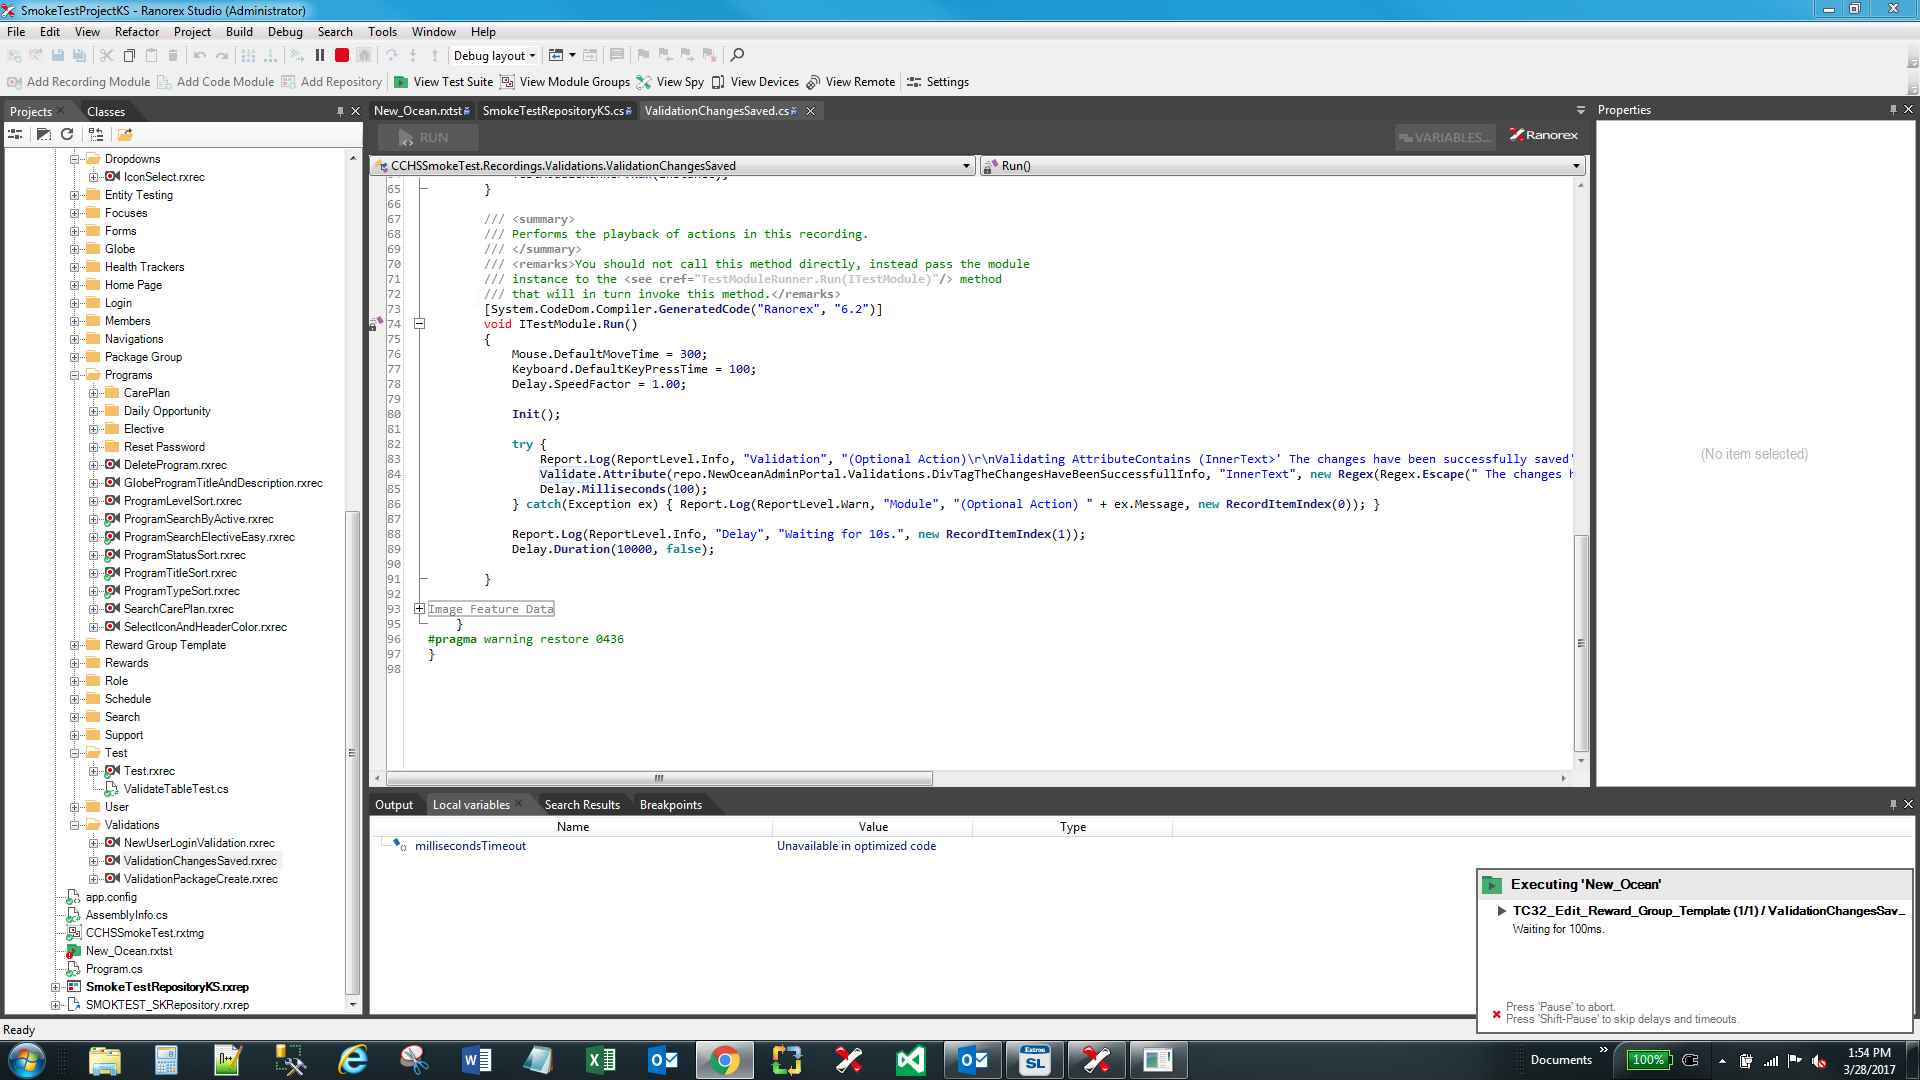 SmokeTestProjectKS - Ranorex Studio (Administrator)
File Edit View Refactor Project Build Debug Search Tools Window Help
Debug layout
Add Recording Module Add Code Module Add Repository View Test Suite View Module Groups View Spy View Devices View Remote Settings
Projects Classes
New_Ocean.rxtst SmokeTestRepositoryKS.cs ValidationChangesSaved.cs
Properties
RUN
VARIABLES...
Ranorex
CCHSSmokeTest.Recordings.Validations.ValidationChangesSaved
Run()
Dropdowns
IconSelect.rxrec
Entity Testing
Focuses
Forms
Globe
Health Trackers
Home Page
Login
Members
Navigations
Package Group
Programs
CarePlan
Daily Opportunity
Elective
Reset Password
DeleteProgram.rxrec
GlobeProgramTitleAndDescription.rxrec
ProgramLevelSort.rxrec
ProgramSearchByActive.rxrec
ProgramSearchElectiveEasy.rxrec
ProgramStatusSort.rxrec
ProgramTitleSort.rxrec
ProgramTypeSort.rxrec
SearchCarePlan.rxrec
SelectIconAndHeaderColor.rxrec
Reward Group Template
Rewards
Role
Schedule
Search
Support
Test
Test.rxrec
ValidateTableTest.cs
User
Validations
NewUserLoginValidation.rxrec
ValidationChangesSaved.rxrec
ValidationPackageCreate.rxrec
app.config
AssemblyInfo.cs
CCHSSmokeTest.rxtmg
New_Ocean.rxtst
Program.cs
SmokeTestRepositoryKS.rxrep
SMOKTEST_SKRepository.rxrep
65 }
66
67 /// <summary>
68 /// Performs the playback of actions in this recording.
69 /// </summary>
70 /// <remarks>You should not call this method directly, instead pass the module
71 /// instance to the <see cref="TestModuleRunner.Run(ITestModule)"/> method
72 /// that will in turn invoke this method.</remarks>
73 [System.CodeDom.Compiler.GeneratedCode("Ranorex", "6.2")]
74 void ITestModule.Run()
75 {
76 Mouse.DefaultMoveTime = 300;
77 Keyboard.DefaultKeyPressTime = 100;
78 Delay.SpeedFactor = 1.00;
79
80 Init();
81
82 try {
83 Report.Log(ReportLevel.Info, "Validation", "(Optional Action)\r\nValidating AttributeContains (InnerText>' The changes have been successfully saved'
84 Validate.Attribute(repo.NewOceanAdminPortal.Validations.DivTagTheChangesHaveBeenSuccessfullInfo, "InnerText", new Regex(Regex.Escape(" The changes h
85 Delay.Milliseconds(100);
86 } catch(Exception ex) { Report.Log(ReportLevel.Warn, "Module", "(Optional Action) " + ex.Message, new RecordItemIndex(0)); }
87
88 Report.Log(ReportLevel.Info, "Delay", "Waiting for 10s.", new RecordItemIndex(1));
89 Delay.Duration(10000, false);
90
91 }
92
93 Image Feature Data
95 }
96 #pragma warning restore 0436
97 }
98
(No item selected)
Output Local variables Search Results Breakpoints
Name Value Type
millisecondsTimeout Unavailable in optimized code
Executing 'New_Ocean'
TC32_Edit_Reward_Group_Template (1/1) / ValidationChangesSav...
Waiting for 100ms.
Press 'Pause' to abort.
Press 'Shift-Pause' to skip delays and timeouts.
Ready
Extron
SL
Documents
100%
1:54 PM
3/28/2017